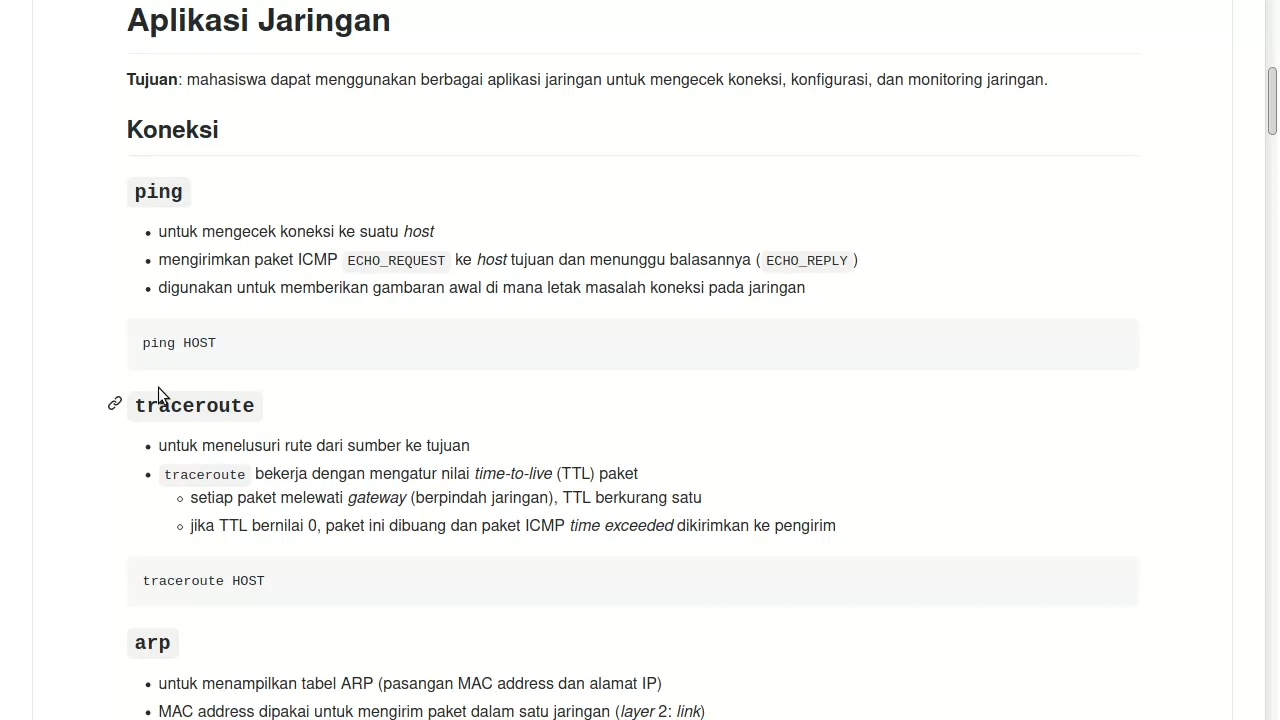 Aplikasi Jaringan
Tujuan: mahasiswa dapat menggunakan berbagai aplikasi jaringan untuk mengecek koneksi, konfigurasi, dan monitoring jaringan.
Koneksi
ping
• untuk mengecek koneksi ke suatu host
• mengirimkan paket ICMP ECHO_REQUEST ke host tujuan dan menunggu balasannya ( ECHO_REPLY )
• digunakan untuk memberikan gambaran awal di mana letak masalah koneksi pada jaringan
ping HOST
traceroute
• untuk menelusuri rute dari sumber ke tujuan
• traceroute bekerja dengan mengatur nilai time-to-live (TTL) paket
◦ setiap paket melewati gateway (berpindah jaringan), TTL berkurang satu
◦ jika TTL bernilai 0, paket ini dibuang dan paket ICMP time exceeded dikirimkan ke pengirim
traceroute HOST
arp
• untuk menampilkan tabel ARP (pasangan MAC address dan alamat IP)
• MAC address dipakai untuk mengirim paket dalam satu jaringan (layer 2: link)